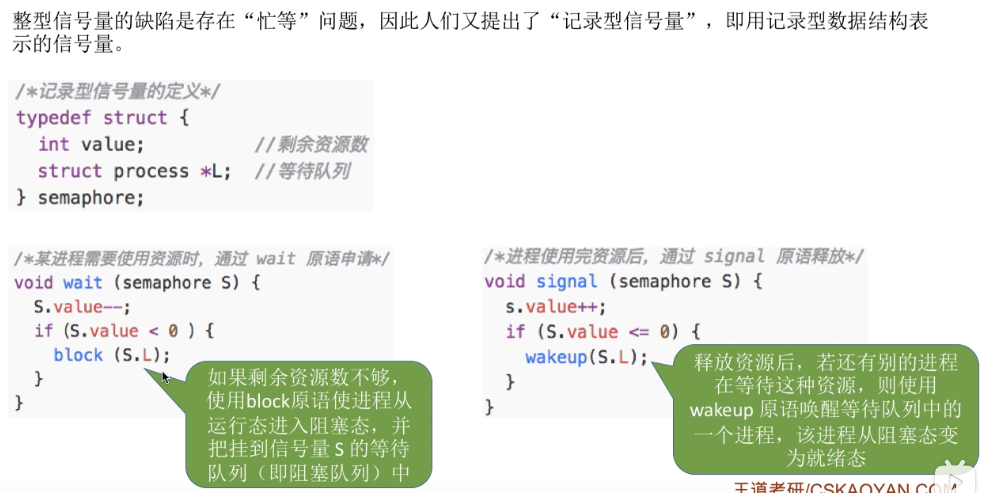 整型信号量的缺陷是存在“忙等”问题，因此人们又提出了“记录型信号量”，即用记录型数据结构表
示的信号量。
/*记录型信号量的定义*/
typedef struct {
int value; //剩余资源数
struct process *L; //等待队列
} semaphore;
/*某进程需要使用资源时，通过 wait 原语申请*/
void wait (semaphore S) {
S.value--;
if (S.value < 0 ) {
block (S.L);
}
}
如果剩余资源数不够，
使用block原语使进程从
运行态进入阻塞态，并
把挂到信号量 S 的等待
队列（即阻塞队列）中
/*进程使用完资源后，通过 signal 原语释放*/
void signal (semaphore S) {
s.value++;
if (S.value <= 0) {
wakeup(S.L);
}
}
释放资源后，若还有别的进程
在等待这种资源，则使用
wakeup 原语唤醒等待队列中的
一个进程，该进程从阻塞态变
为就绪态
王道考研/CSKAOYAN.COM